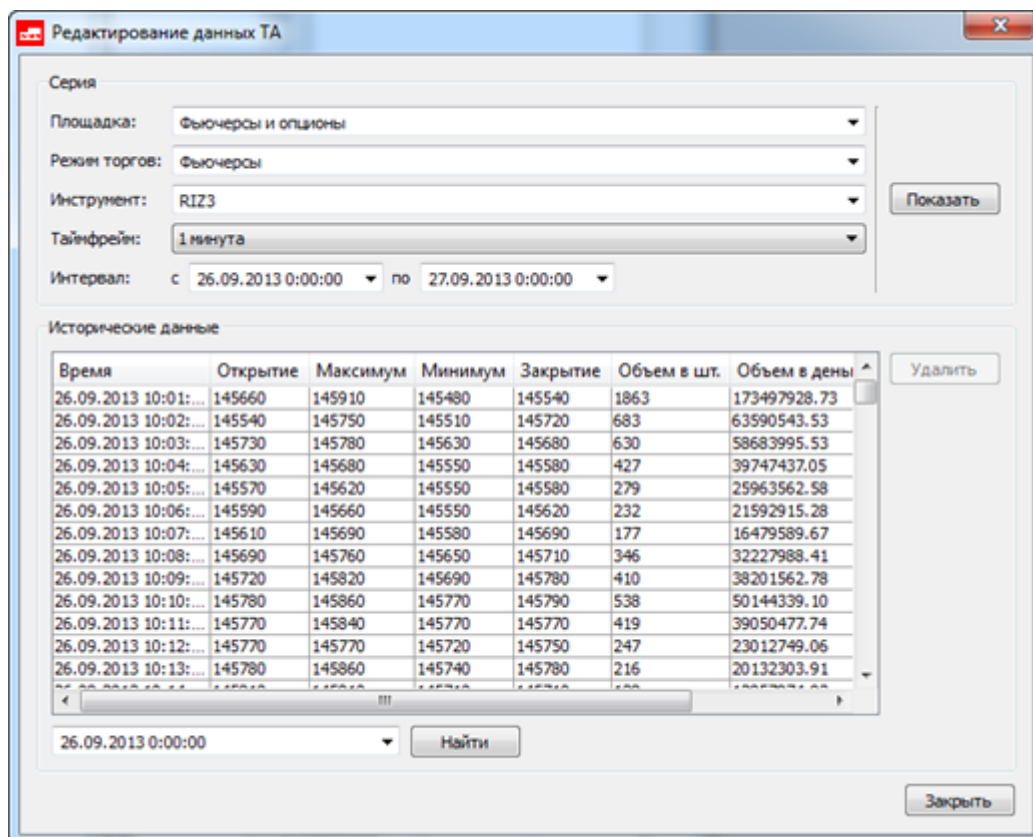 Редактирование данных ТА
Серия
Площадка: Фьючерсы и опционы
Режим торгов: Фьючерсы
Инструмент: RIZ3
Показать
Таймфрейм: 1 минута
Интервал: с 26.09.2013 0:00:00 по 27.09.2013 0:00:00
Исторические данные
Время Открытие Максимум Минимум Закрытие Объем в шт. Объем в день
Удалить
26.09.2013 10:01:... 145660 145910 145480 145540 1863 173497928.73
26.09.2013 10:02:... 145540 145750 145510 145720 683 63590543.53
26.09.2013 10:03:... 145730 145780 145630 145680 630 58683995.53
26.09.2013 10:04:... 145630 145680 145550 145580 427 39747437.05
26.09.2013 10:05:... 145570 145620 145550 145580 279 25963562.58
26.09.2013 10:06:... 145590 145660 145550 145620 232 21592915.28
26.09.2013 10:07:... 145610 145690 145580 145690 177 16479589.67
26.09.2013 10:08:... 145690 145760 145650 145710 346 32227988.41
26.09.2013 10:09:... 145720 145820 145690 145780 410 38201562.78
26.09.2013 10:10:... 145780 145860 145770 145790 538 50144339.10
26.09.2013 10:11:... 145770 145840 145770 145770 419 39050477.74
26.09.2013 10:12:... 145770 145770 145720 145750 247 23012749.06
26.09.2013 10:13:... 145780 145860 145740 145780 216 20132303.91
26.09.2013 0:00:00
Найти
Закрыть